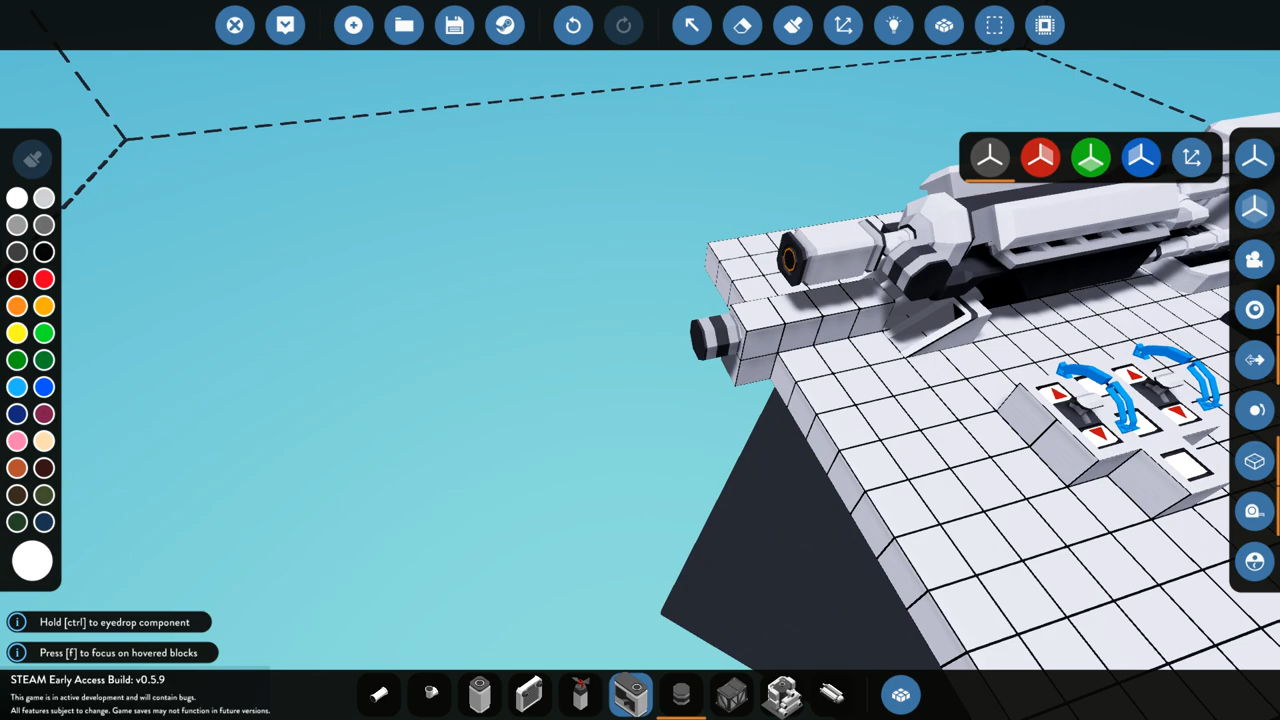 Hold [ctrl] to eyedrop component
Press [f] to focus on hovered blocks
STEAM Early Access Build: v0.5.9
This game is in active development and will contain bugs.
All features subject to change. Game saves may not function in future versions.